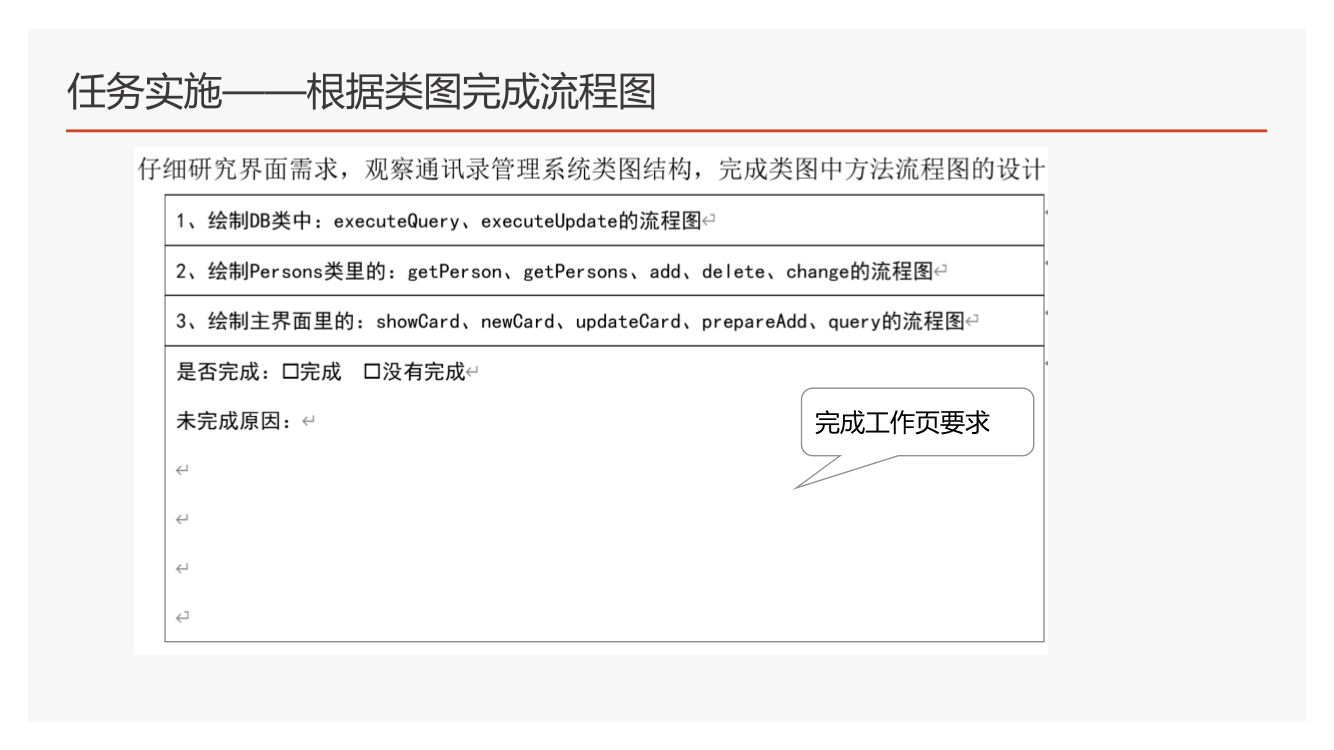 任务实施——根据类图完成流程图
仔细研究界面需求，观察通讯录管理系统类图结构，完成类图中方法流程图的设计
1、绘制DB类中：executeQuery、executeUpdate的流程图↵
2、绘制Persons类里的：getPerson、getPersons、add、delete、change的流程图↵
3、绘制主界面里的：showCard、newCard、updateCard、prepareAdd、query的流程图↵
是否完成：☐完成 ☐没有完成↵
未完成原因：↵
完成工作页要求
↵
↵
↵
↵